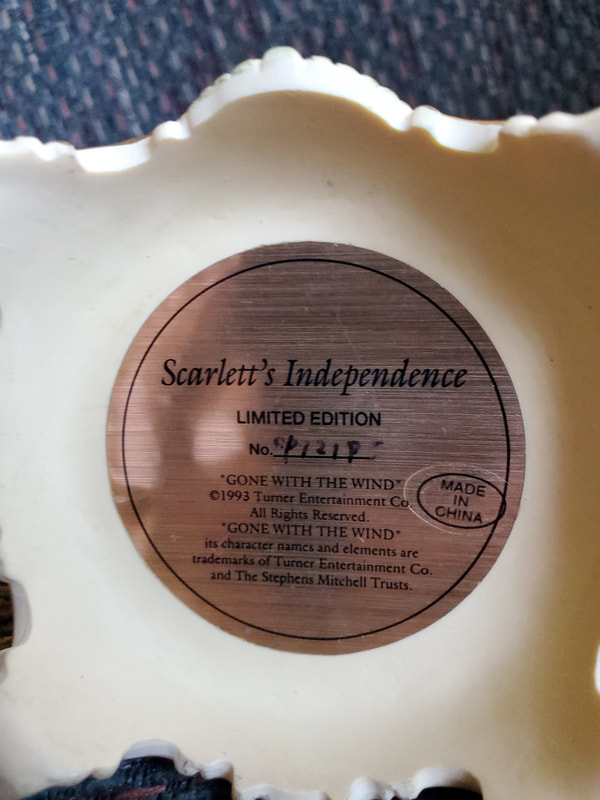 Scarlett's Independence
LIMITED EDITION
No.
"GONE WITH THE WIND"
©1993 Turner Entertainment Co.
All Rights Reserved.
"GONE WITH THE WIND"
its character names and elements are
trademarks of Turner Entertainment Co.
and The Stephens Mitchell Trusts.
MADE
IN
CHINA